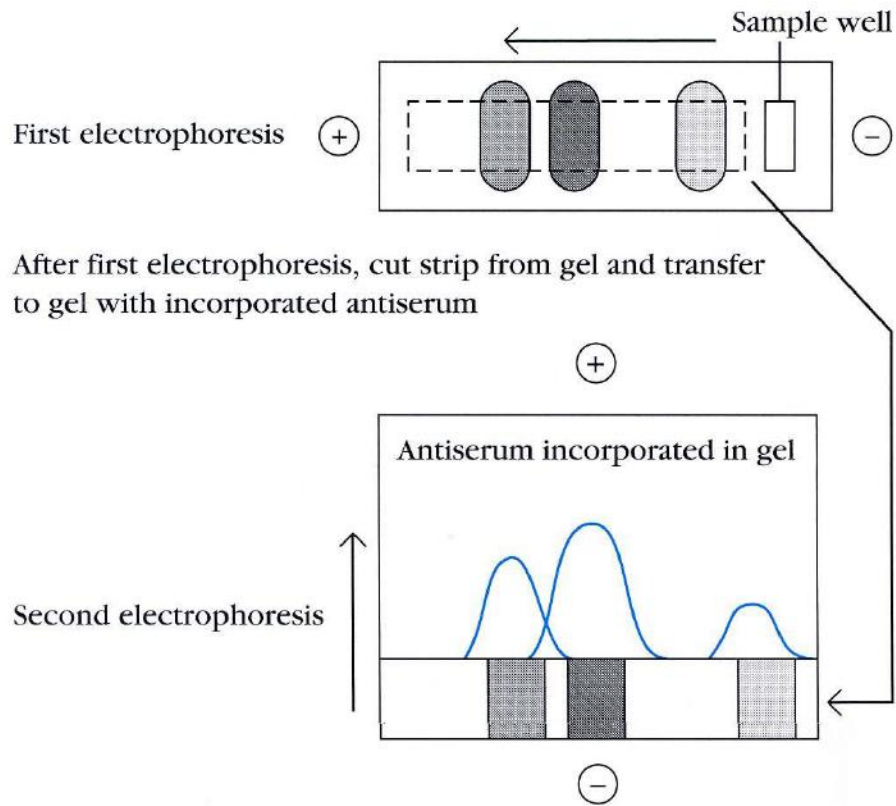 Sample well
First electrophoresis + −
After first electrophoresis, cut strip from gel and transfer
to gel with incorporated antiserum
+
Antiserum incorporated in gel
Second electrophoresis
−